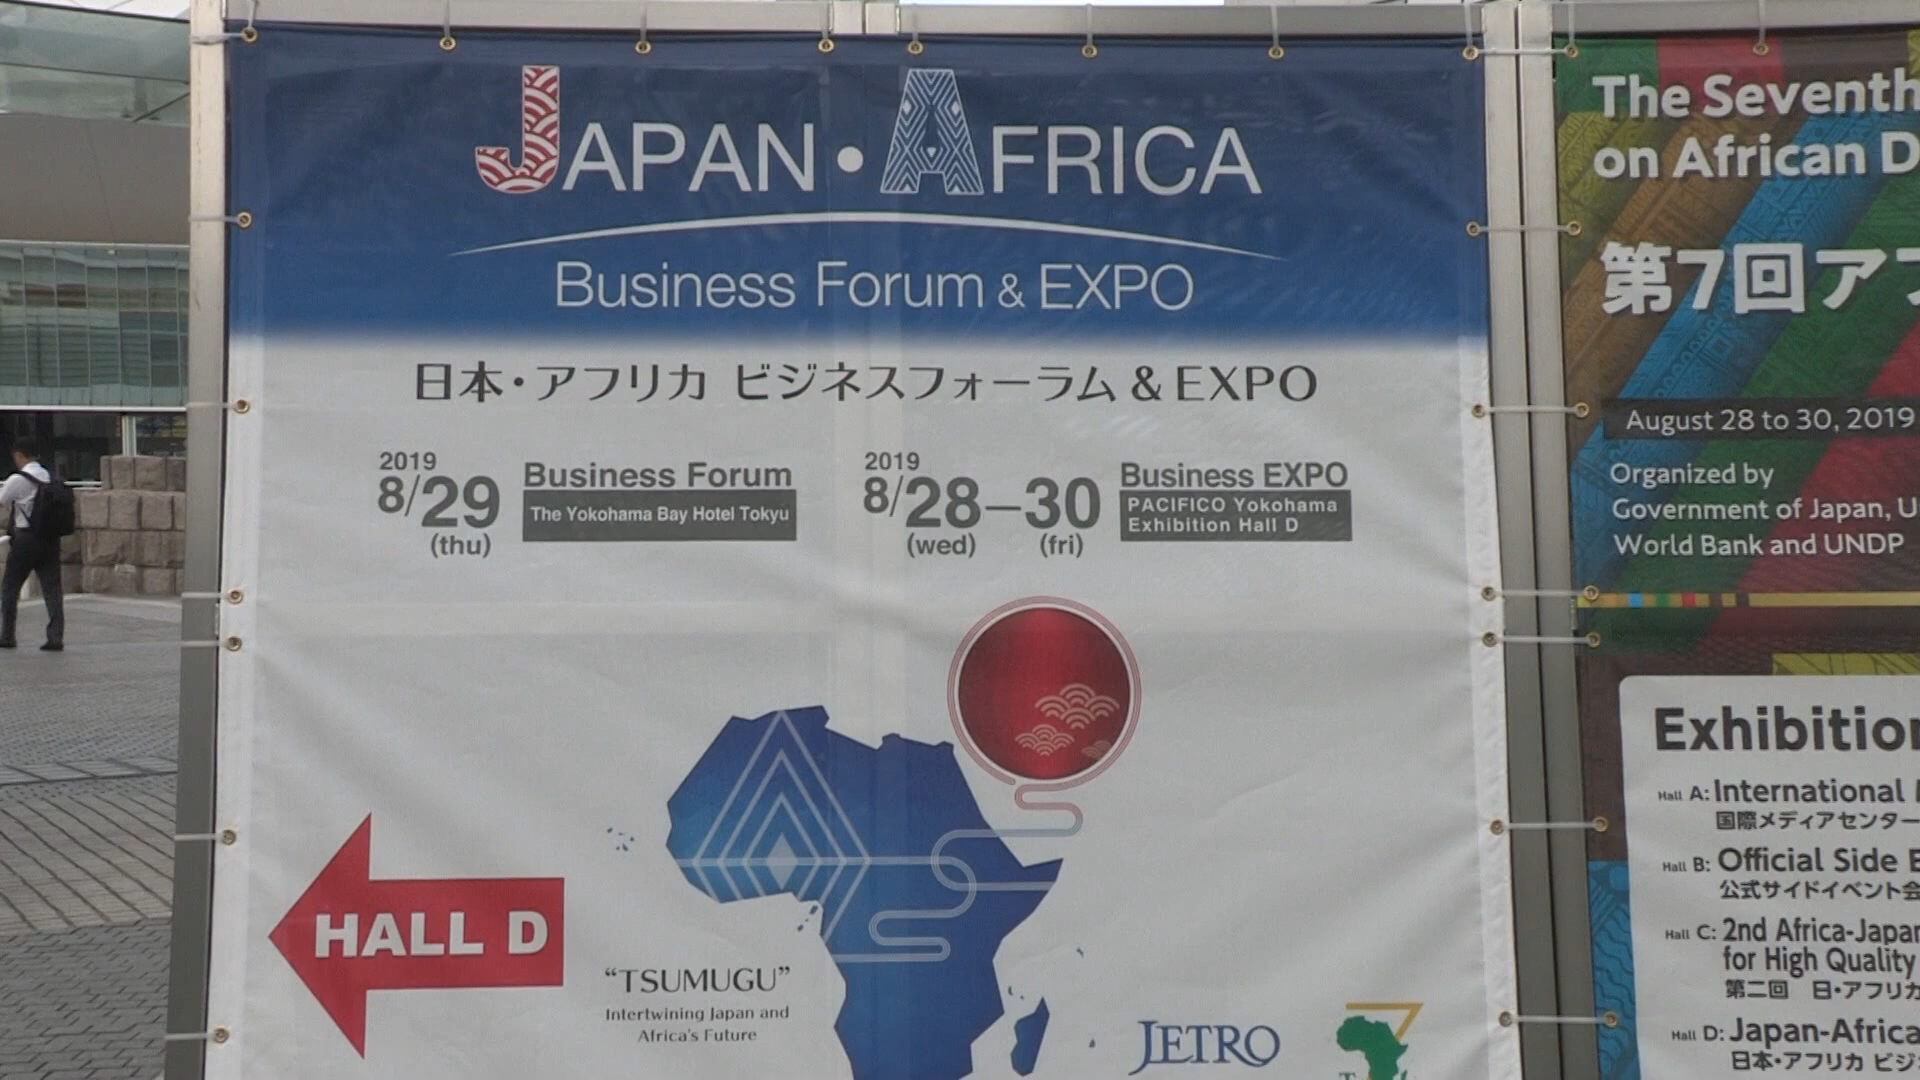 JAPAN・AFRICA
Business Forum & EXPO
日本・アフリカ ビジネスフォーラム & EXPO
2019
8/29
(thu)
Business Forum
The Yokohama Bay Hotel Tokyu
2019
8/28–30
(wed) (fri)
Business EXPO
PACIFICO Yokohama
Exhibition Hall D
HALL D
“TSUMUGU”
Intertwining Japan and
Africa's Future
JETRO
7
The Seventh
on African D
第7回アフ
August 28 to 30, 2019
Organized by
Government of Japan, U
World Bank and UNDP
Exhibition
Hall A: International
国際メディアセンター
Hall B: Official Side E
公式サイドイベント会
Hall C: 2nd Africa-Japan
for High Quality
第二回 日・アフリカ
Hall D: Japan-Africa
日本・アフリカ ビジ